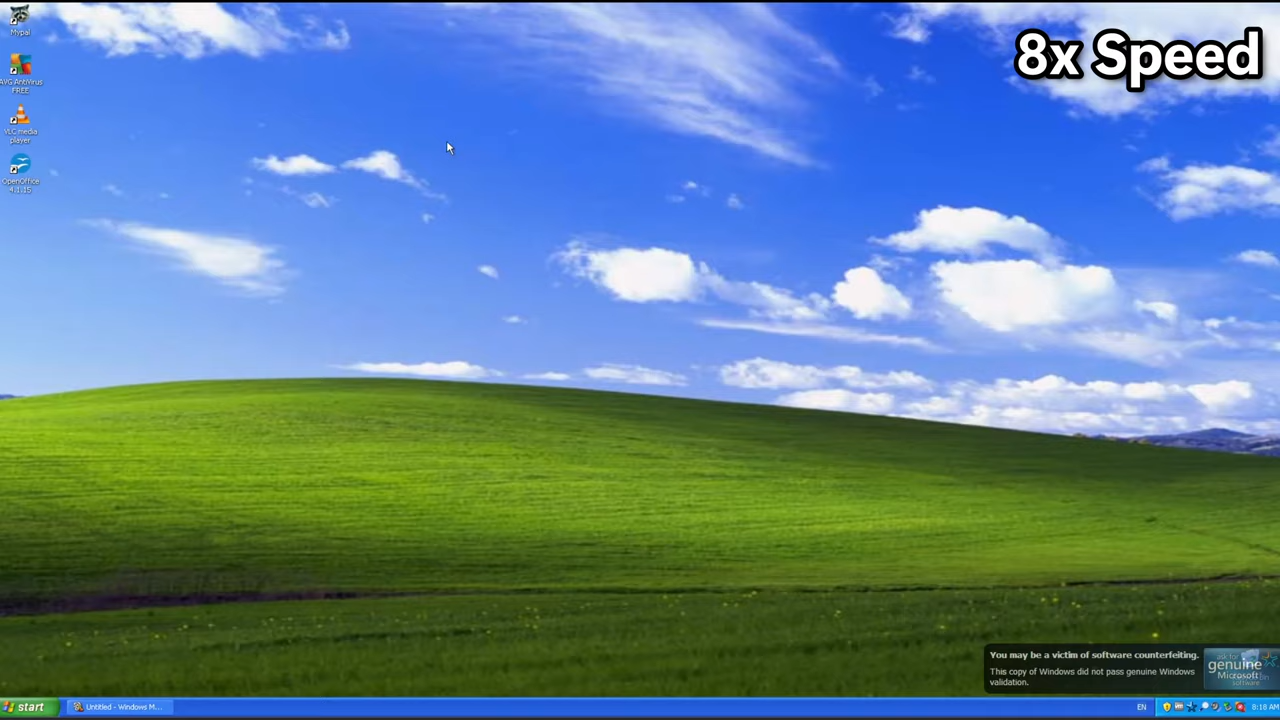 8x Speed
Mypal
AVG AntiVirus
FREE
VLC media
player
OpenOffice
4.1.15
You may be a victim of software counterfeiting.
This copy of Windows did not pass genuine Windows
validation.
ask for
genuine
Microsoft
software
start
Untitled - Windows M...
EN
8:18 AM